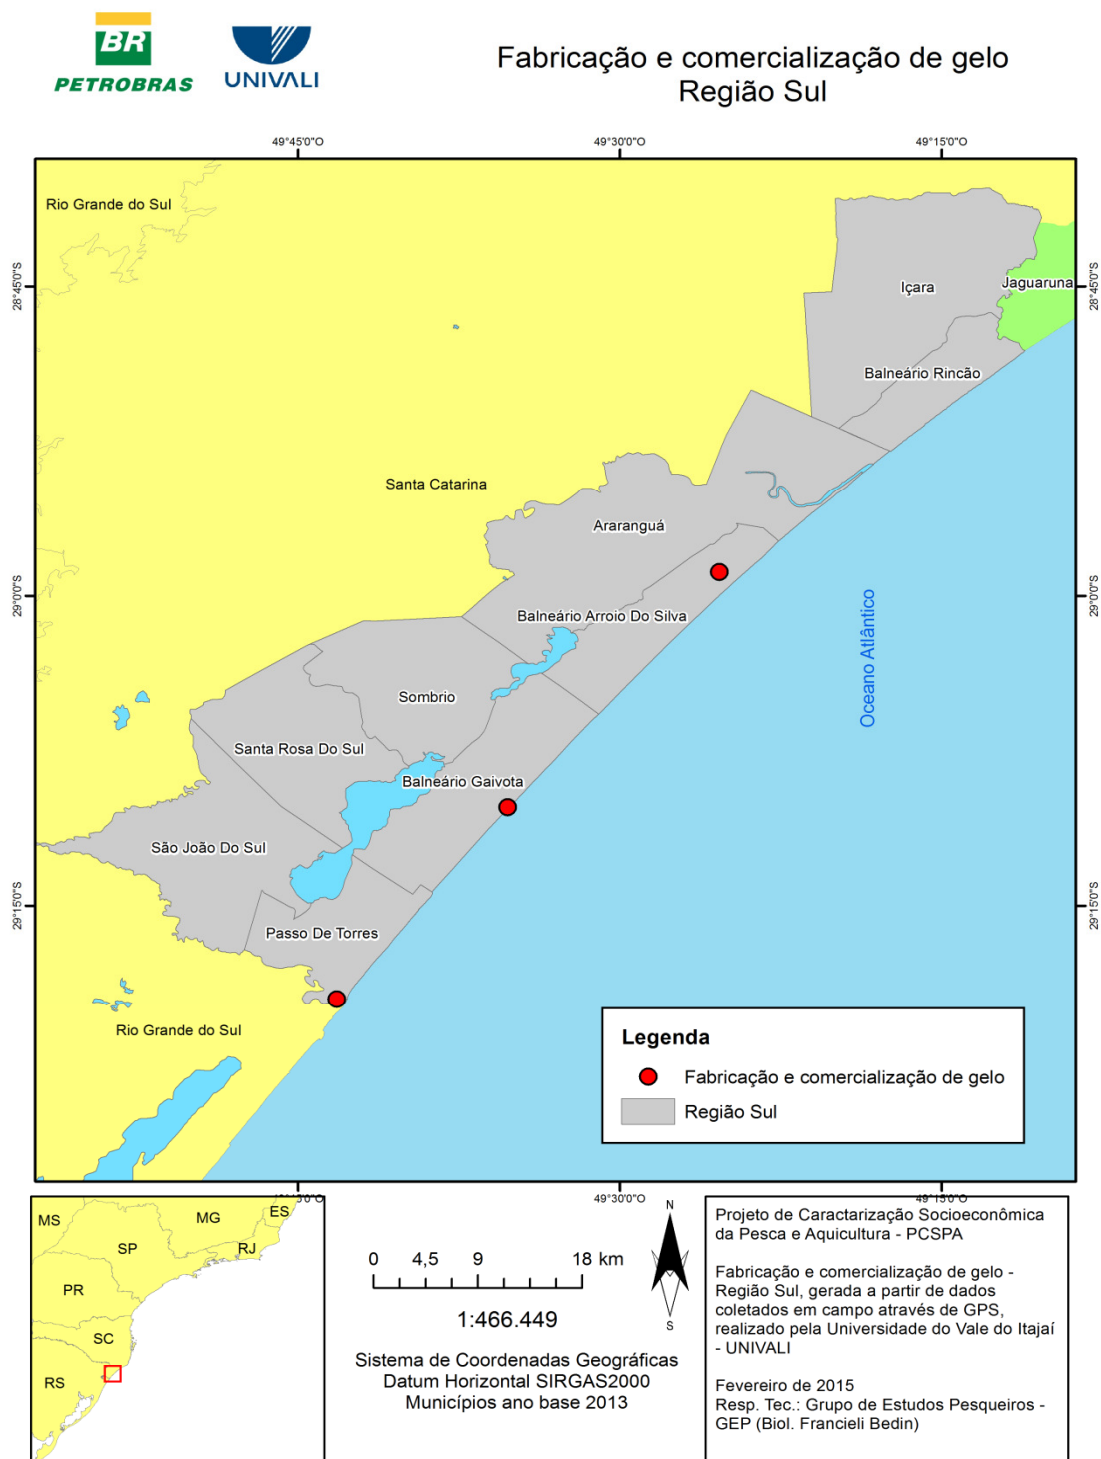 BR
PETROBRAS
UNIVALI
Fabricação e comercialização de gelo
Região Sul
49°45'0"O
49°30'0"O
49°15'0"O
Rio Grande do Sul
28°45'0"S
28°45'0"S
Içara
Jaguaruna
Balneário Rincão
Santa Catarina
Araranguá
29°0'0"S
29°0'0"S
Balneário Arroio Do Silva
Oceano Atlântico
Sombrio
Santa Rosa Do Sul
Balneário Gaivota
São João Do Sul
29°15'0"S
29°15'0"S
Passo De Torres
Rio Grande do Sul
Legenda
Fabricação e comercialização de gelo
Região Sul
49°45'0"O
49°30'0"O
49°15'0"O
MS
MG
ES
SP
RJ
PR
SC
RS
0 4,5 9 18 km
1:466.449
N
S
Sistema de Coordenadas Geográficas
Datum Horizontal SIRGAS2000
Municípios ano base 2013
Projeto de Caractarização Socioeconômica
da Pesca e Aquicultura - PCSPA
Fabricação e comercialização de gelo -
Região Sul, gerada a partir de dados
coletados em campo através de GPS,
realizado pela Universidade do Vale do Itajaí
- UNIVALI
Fevereiro de 2015
Resp. Tec.: Grupo de Estudos Pesqueiros -
GEP (Biol. Francieli Bedin)